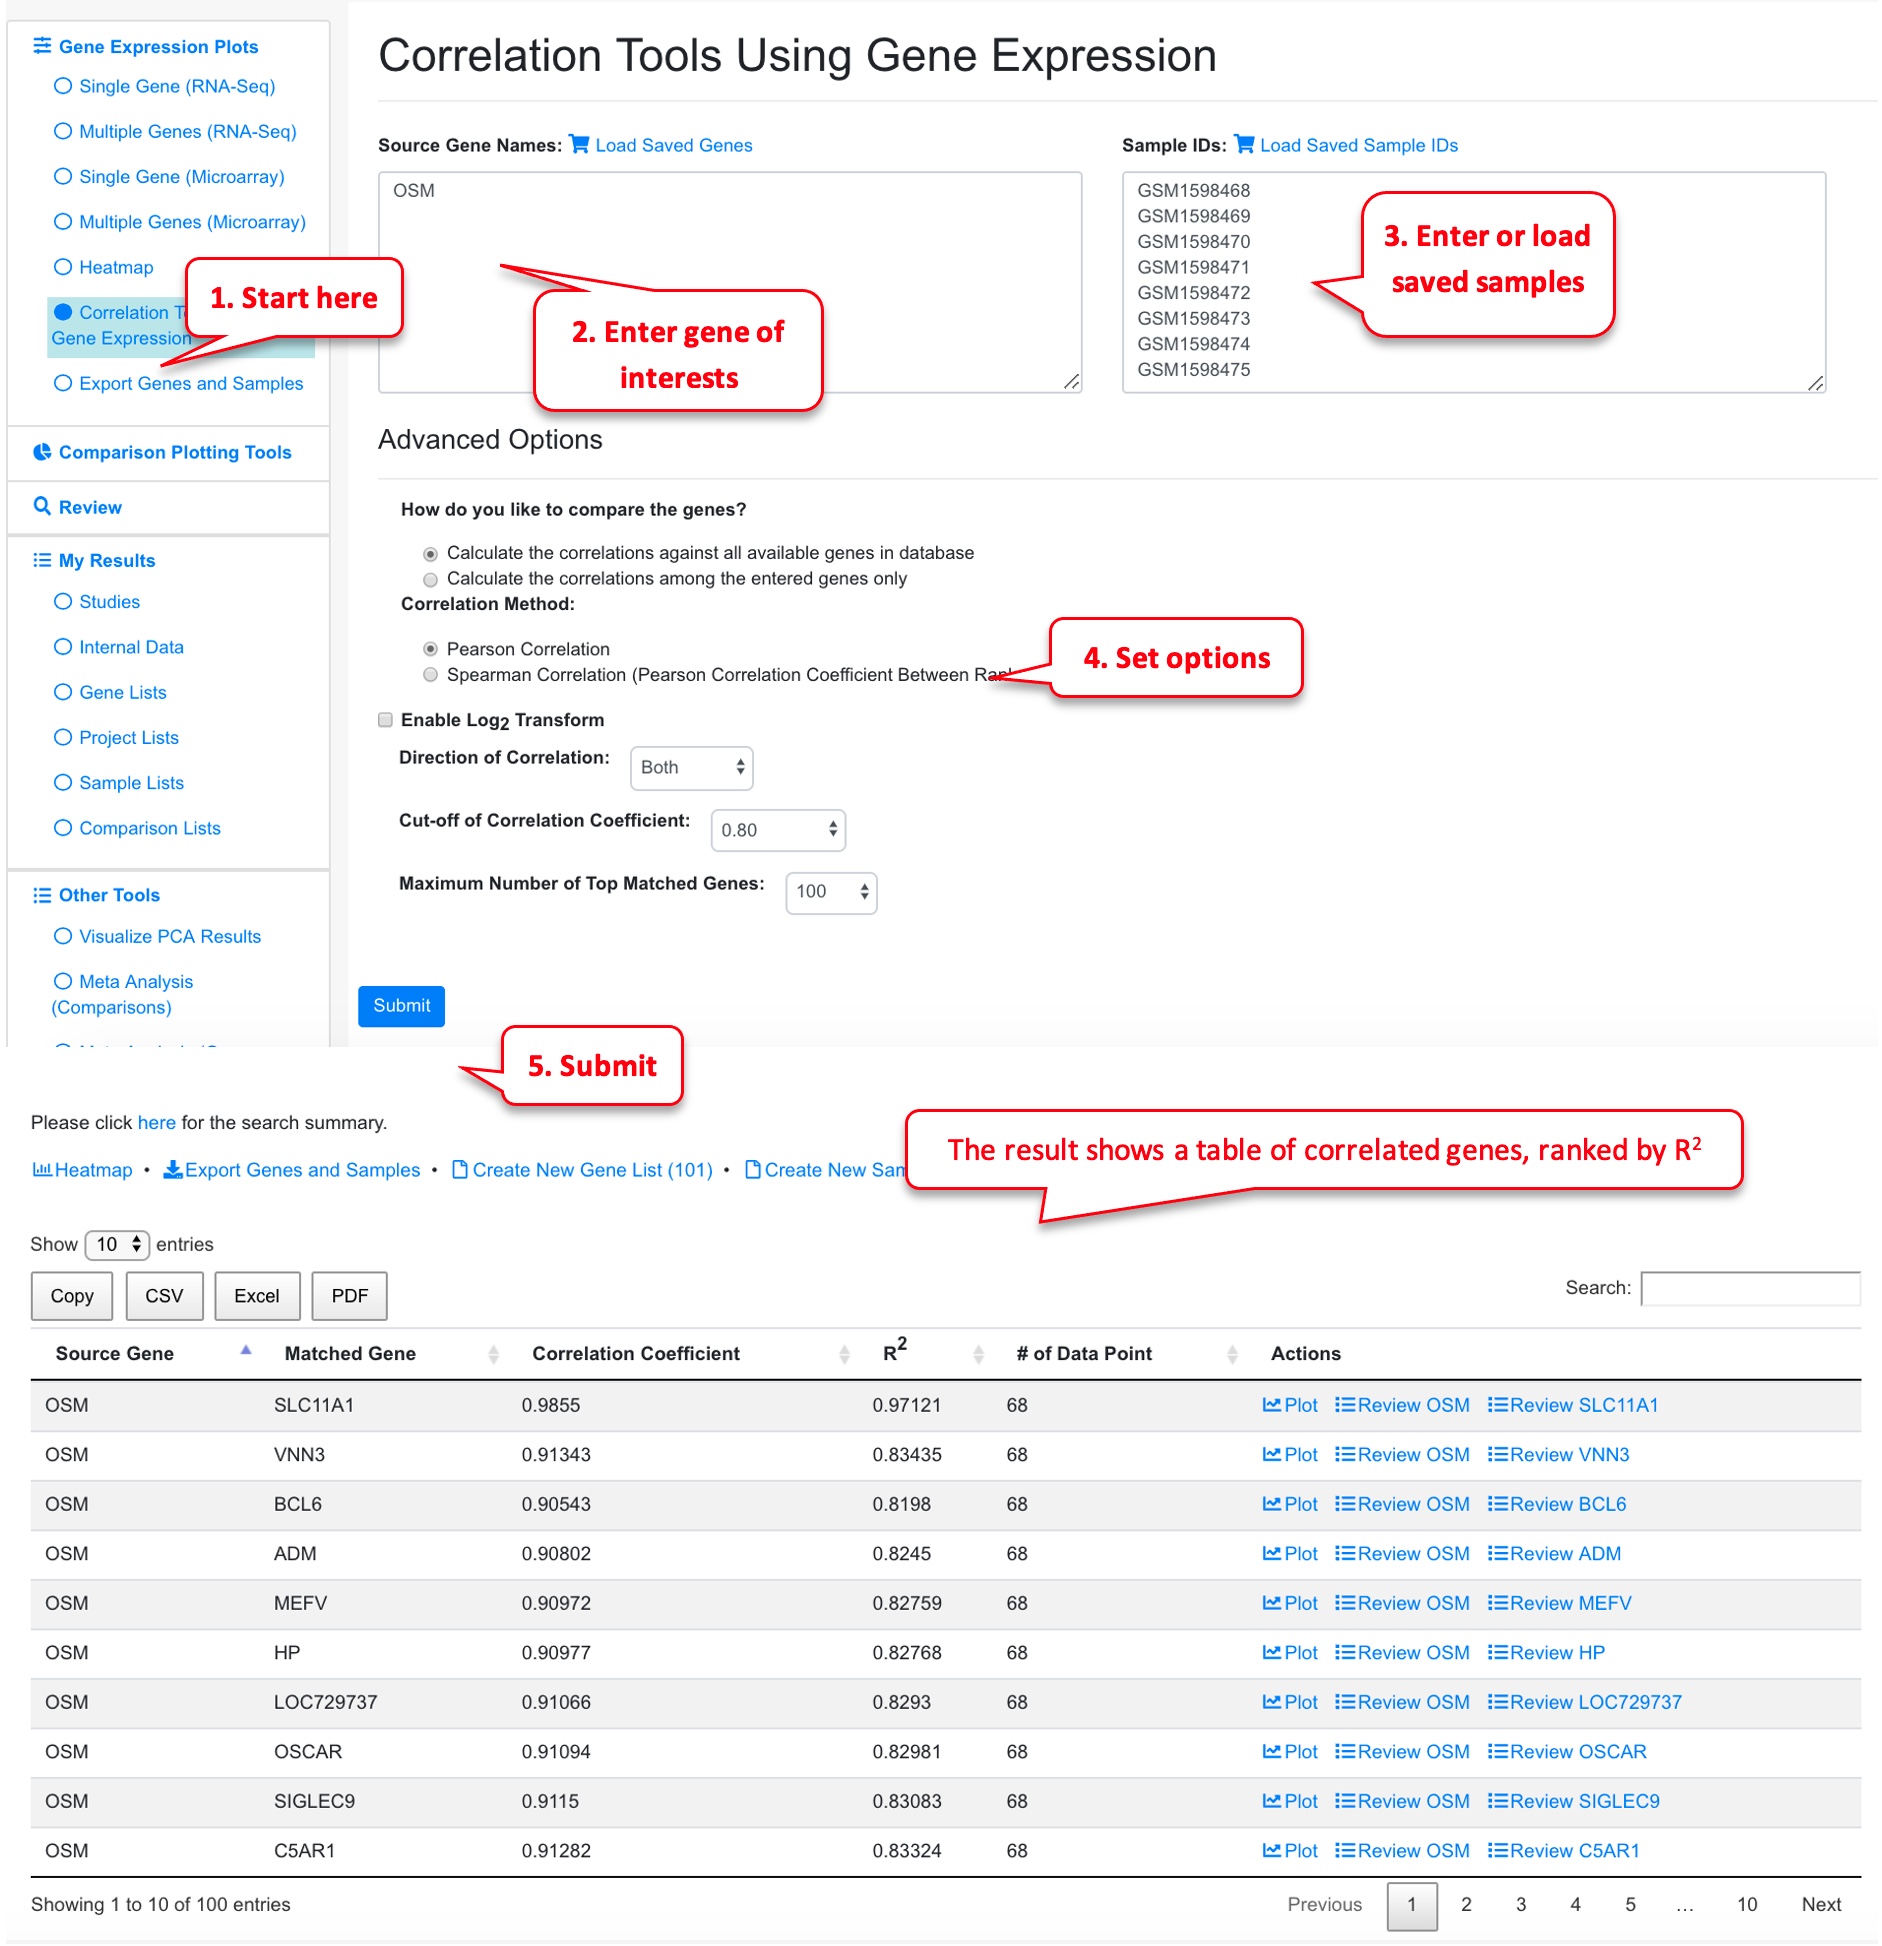 Gene Expression Plots
Single Gene (RNA-Seq)
Multiple Genes (RNA-Seq)
Single Gene (Microarray)
Multiple Genes (Microarray)
Heatmap
Correlation
Gene Expression
Export Genes and Samples
Comparison Plotting Tools
Review
My Results
Studies
Internal Data
Gene Lists
Project Lists
Sample Lists
Comparison Lists
Other Tools
Visualize PCA Results
Meta Analysis
(Comparisons)
1. Start here
Correlation Tools Using Gene Expression
Source Gene Names: Load Saved Genes
OSM
2. Enter gene of
interests
Sample IDs: Load Saved Sample IDs
GSM1598468
GSM1598469
GSM1598470
GSM1598471
GSM1598472
GSM1598473
GSM1598474
GSM1598475
3. Enter or load
saved samples
Advanced Options
How do you like to compare the genes?
Calculate the correlations against all available genes in database
Calculate the correlations among the entered genes only
Correlation Method:
Pearson Correlation
Spearman Correlation (Pearson Correlation Coefficient Between
4. Set options
Enable Log2 Transform
Direction of Correlation: Both
Cut-off of Correlation Coefficient: 0.80
Maximum Number of Top Matched Genes: 100
Submit
5. Submit
Please click here for the search summary.
Heatmap • Export Genes and Samples • Create New Gene List (101) • Create New
The result shows a table of correlated genes, ranked by R²
Show 10 entries
Copy CSV Excel PDF
Search:
Source Gene Matched Gene Correlation Coefficient R² # of Data Point Actions
OSM SLC11A1 0.9855 0.97121 68 Plot Review OSM Review SLC11A1
OSM VNN3 0.91343 0.83435 68 Plot Review OSM Review VNN3
OSM BCL6 0.90543 0.8198 68 Plot Review OSM Review BCL6
OSM ADM 0.90802 0.8245 68 Plot Review OSM Review ADM
OSM MEFV 0.90972 0.82759 68 Plot Review OSM Review MEFV
OSM HP 0.90977 0.82768 68 Plot Review OSM Review HP
OSM LOC729737 0.91066 0.8293 68 Plot Review OSM Review LOC729737
OSM OSCAR 0.91094 0.82981 68 Plot Review OSM Review OSCAR
OSM SIGLEC9 0.9115 0.83083 68 Plot Review OSM Review SIGLEC9
OSM C5AR1 0.91282 0.83324 68 Plot Review OSM Review C5AR1
Showing 1 to 10 of 100 entries
Previous 1 2 3 4 5 … 10 Next